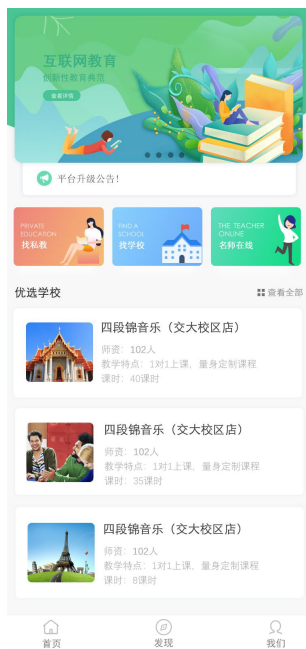 互联网教育
创新性教育典范
查看详情
平台升级公告！
PRIVATE
EDUCATION
找私教
FIND A
SCHOOL
找学校
THE TEACHER
ONLINE
名师在线
优选学校
查看全部
四段锦音乐（交大校区店）
师资：102人
教学特点：1对1上课，量身定制课程
课时：40课时
四段锦音乐（交大校区店）
师资：102人
教学特点：1对1上课，量身定制课程
课时：35课时
四段锦音乐（交大校区店）
师资：102人
教学特点：1对1上课，量身定制课程
课时：8课时
首页
发现
我们